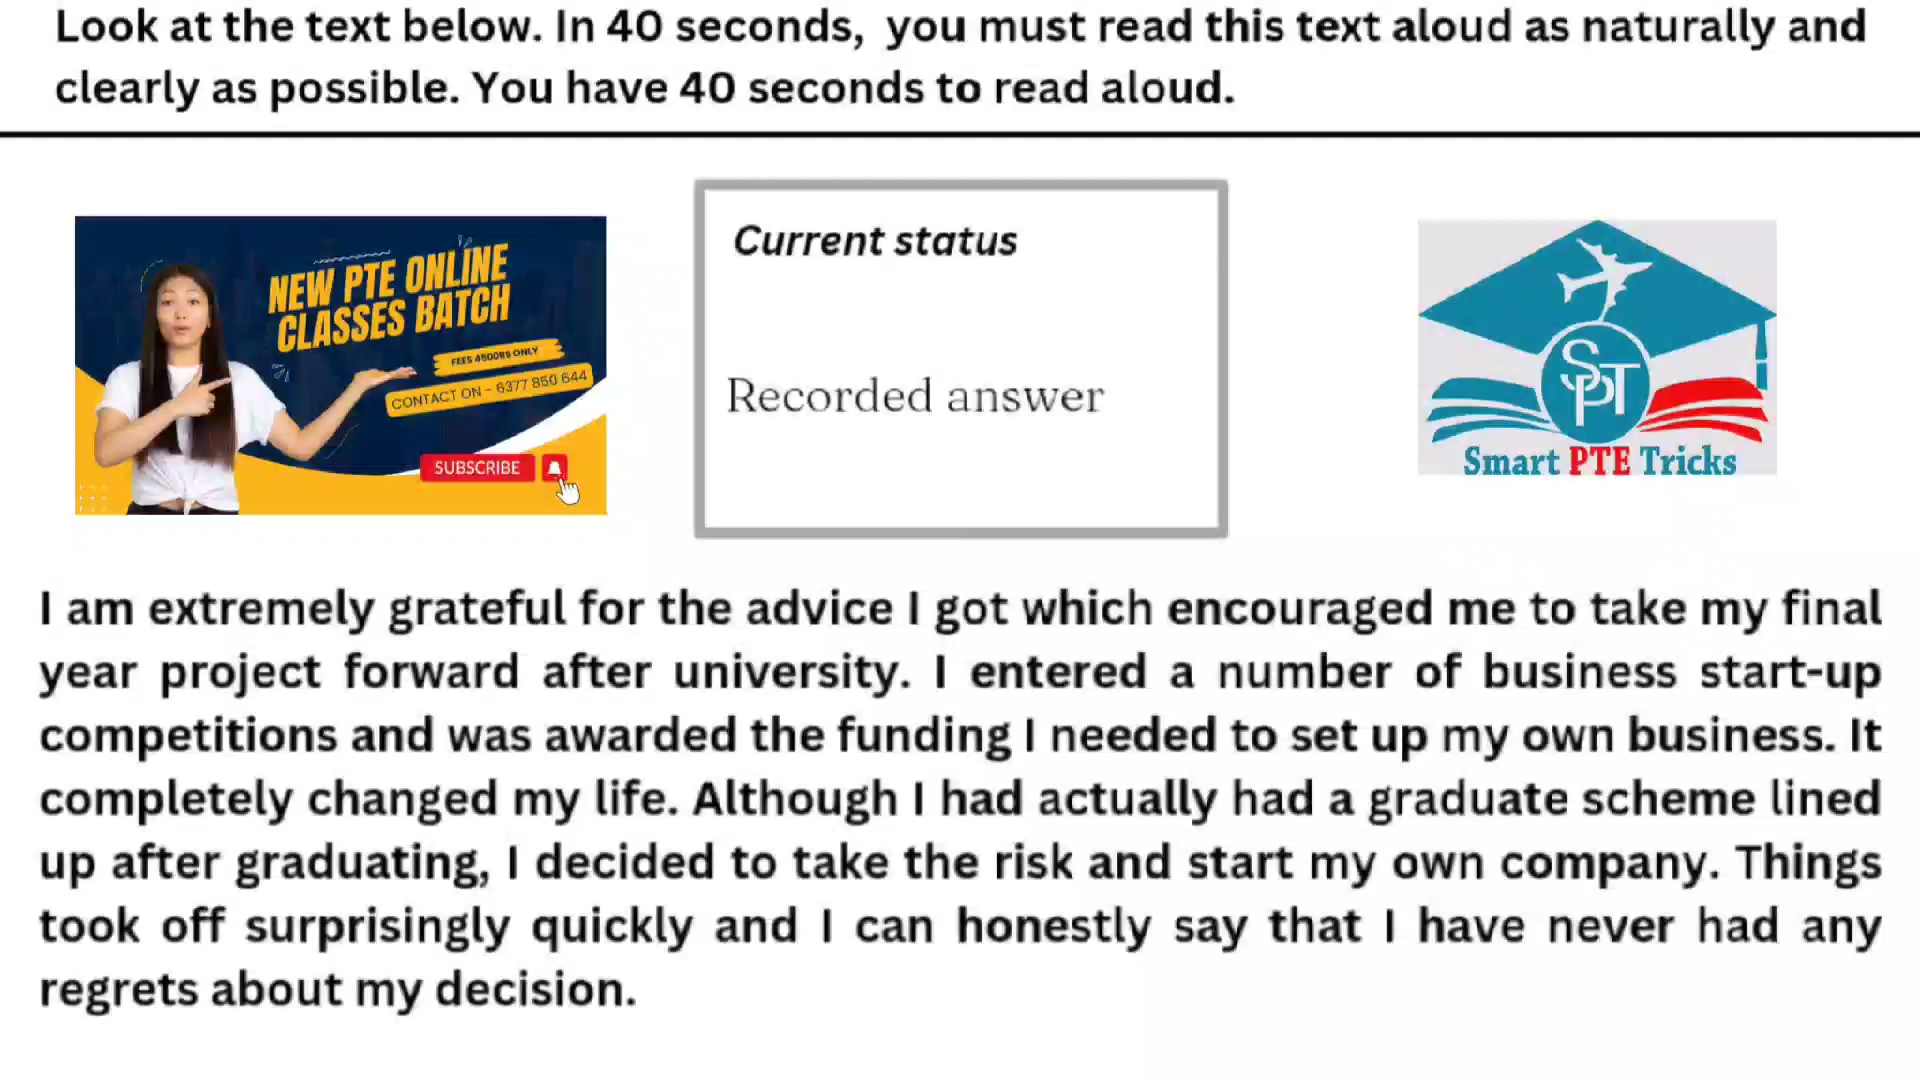 Look at the text below. In 40 seconds, you must read this text aloud as naturally and
clearly as possible. You have 40 seconds to read aloud.
NEW PTE ONLINE
CLASSES BATCH
FEES 4500RS ONLY
CONTACT ON - 6377 850 644
SUBSCRIBE
Current status
Recorded answer
SPT
Smart PTE Tricks
I am extremely grateful for the advice I got which encouraged me to take my final
year project forward after university. I entered a number of business start-up
competitions and was awarded the funding I needed to set up my own business. It
completely changed my life. Although I had actually had a graduate scheme lined
up after graduating, I decided to take the risk and start my own company. Things
took off surprisingly quickly and I can honestly say that I have never had any
regrets about my decision.